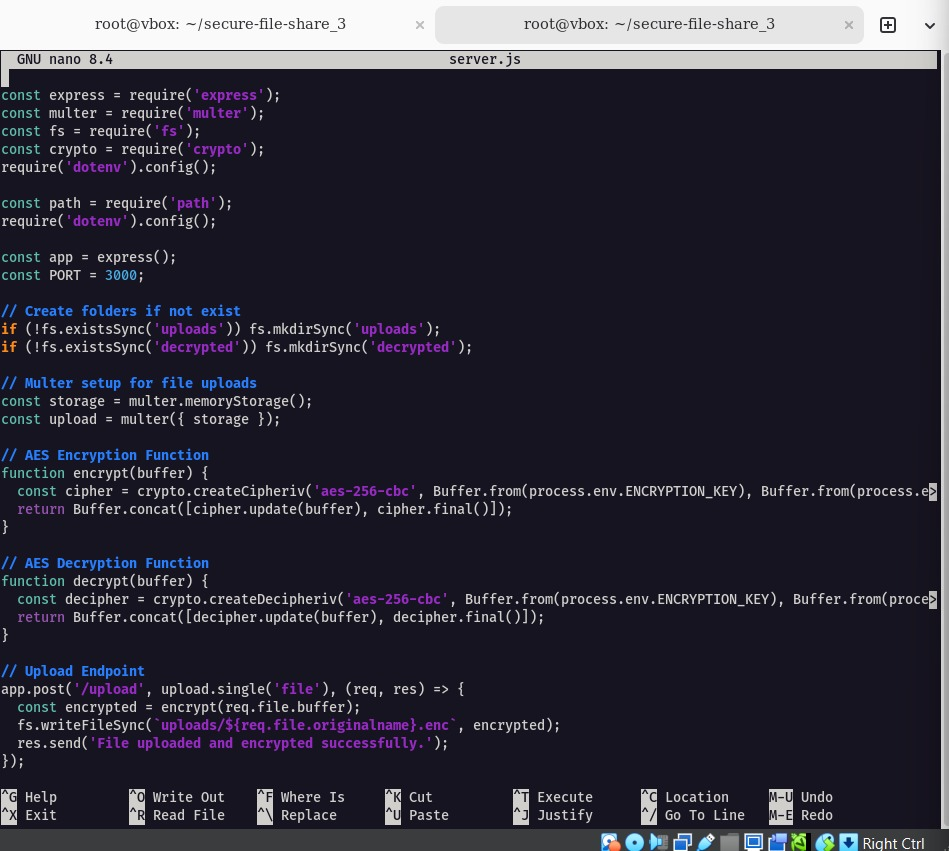 root@vbox: ~/secure-file-share_3
root@vbox: ~/secure-file-share_3
GNU nano 8.4 server.js
const express = require('express');
const multer = require('multer');
const fs = require('fs');
const crypto = require('crypto');
require('dotenv').config();
const path = require('path');
require('dotenv').config();
const app = express();
const PORT = 3000;
// Create folders if not exist
if (!fs.existsSync('uploads')) fs.mkdirSync('uploads');
if (!fs.existsSync('decrypted')) fs.mkdirSync('decrypted');
// Multer setup for file uploads
const storage = multer.memoryStorage();
const upload = multer({ storage });
// AES Encryption Function
function encrypt(buffer) {
  const cipher = crypto.createCipheriv('aes-256-cbc', Buffer.from(process.env.ENCRYPTION_KEY), Buffer.from(process.e>
  return Buffer.concat([cipher.update(buffer), cipher.final()]);
}
// AES Decryption Function
function decrypt(buffer) {
  const decipher = crypto.createDecipheriv('aes-256-cbc', Buffer.from(process.env.ENCRYPTION_KEY), Buffer.from(proce>
  return Buffer.concat([decipher.update(buffer), decipher.final()]);
}
// Upload Endpoint
app.post('/upload', upload.single('file'), (req, res) => {
  const encrypted = encrypt(req.file.buffer);
  fs.writeFileSync(`uploads/${req.file.originalname}.enc`, encrypted);
  res.send('File uploaded and encrypted successfully.');
});
^G Help ^O Write Out ^F Where Is ^K Cut ^T Execute ^C Location M-U Undo
^X Exit ^R Read File ^\ Replace ^U Paste ^J Justify ^/ Go To Line M-E Redo
Right Ctrl